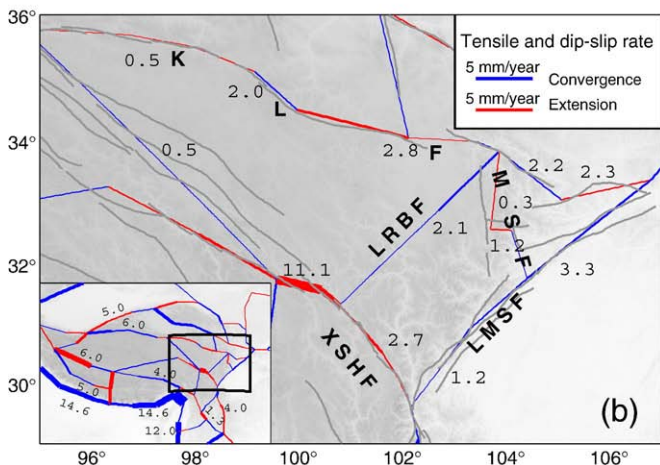 36°
34°
32°
30°
Tensile and dip-slip rate
5 mm/year Convergence
5 mm/year Extension
K
0.5
2.0
L
2.8
F
0.5
2.2
2.3
M S F
0.3
1.2
LRBF
2.1
3.3
11.1
XSHF
2.7
LMSF
1.2
5.0
6.0
6.0
4.0
5.0
14.6
14.6
12.0
1.3
4.0
(b)
96° 98° 100° 102° 104° 106°